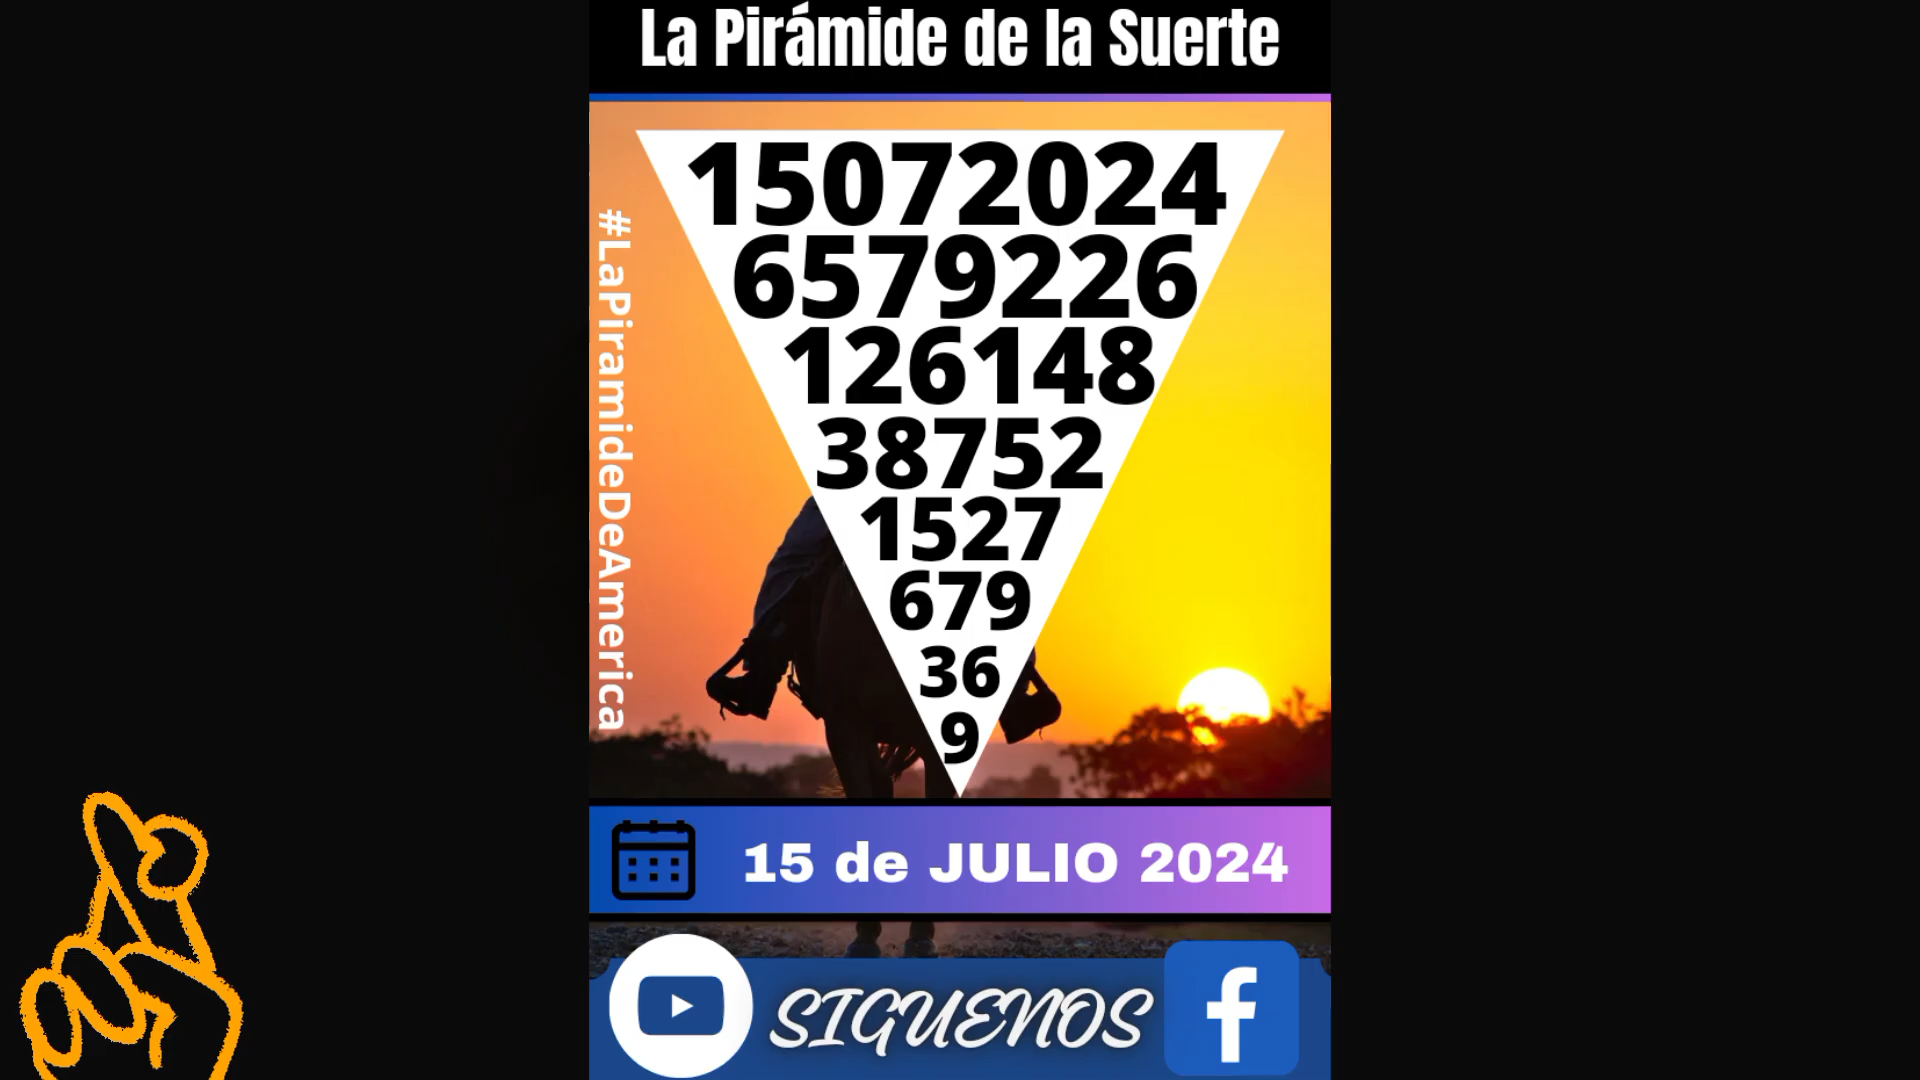 La Pirámide de la Suerte
15072024
6579226
126148
38752
1527
679
36
9
#LaPiramideDeAmerica
15 de JULIO 2024
SIGUENOS
f